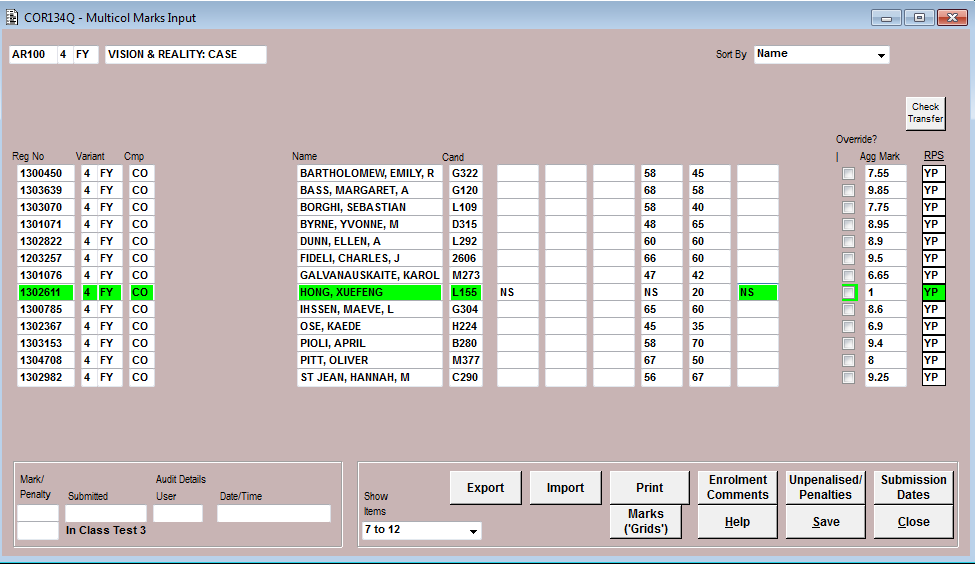 COR134Q - Multicol Marks Input
AR100 4 FY VISION & REALITY: CASE Sort By Name
Check
Transfer
Override?
Reg No Variant Cmp Name Cand | Agg Mark RPS
1300450 4 FY CO BARTHOLOMEW, EMILY, R G322 58 45 7.55 YP
1303639 4 FY CO BASS, MARGARET, A G120 68 58 9.85 YP
1303070 4 FY CO BORGHI, SEBASTIAN L109 58 40 7.75 YP
1301071 4 FY CO BYRNE, YVONNE, M D315 48 65 8.95 YP
1302822 4 FY CO DUNN, ELLEN, A L292 60 60 8.9 YP
1203257 4 FY CO FIDELI, CHARLES, J 2606 66 60 9.5 YP
1301076 4 FY CO GALVANAUSKAITE, KAROL M273 47 42 6.65 YP
1302611 4 FY CO HONG, XUEFENG L155 NS NS 20 NS 1 YP
1300785 4 FY CO IHSSEN, MAEVE, L G304 65 60 8.6 YP
1302367 4 FY CO OSE, KAEDE H224 45 35 6.9 YP
1303153 4 FY CO PIOLI, APRIL B280 58 70 9.4 YP
1304708 4 FY CO PITT, OLIVER M377 67 50 8 YP
1302982 4 FY CO ST JEAN, HANNAH, M C290 56 67 9.25 YP
Mark/ Audit Details
Penalty Submitted User Date/Time
In Class Test 3
Show
Items
7 to 12
Export Import Print
Enrolment
Comments
Unpenalised/
Penalties
Submission
Dates
Marks
('Grids')
Help Save Close